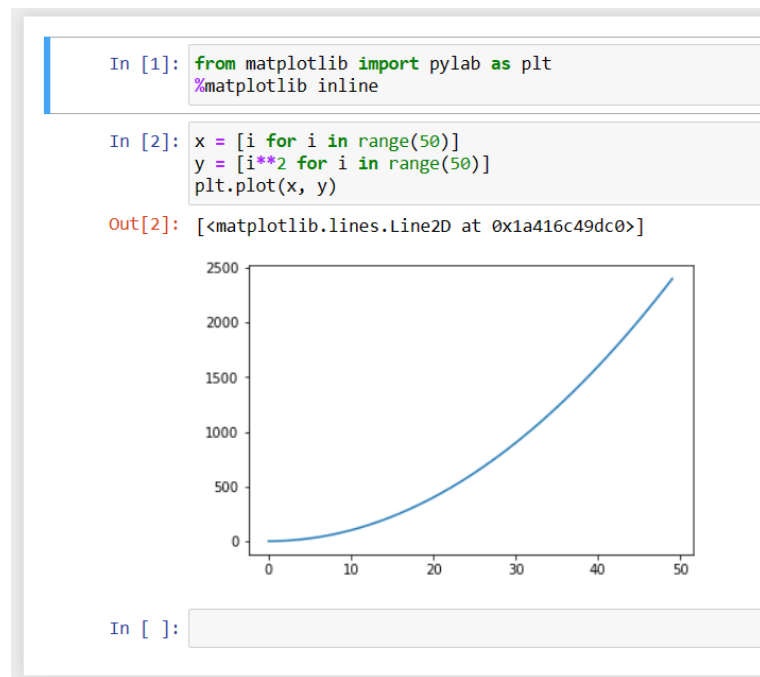 In [1]: from matplotlib import pylab as plt
%matplotlib inline
In [2]: x = [i for i in range(50)]
y = [i**2 for i in range(50)]
plt.plot(x, y)
Out[2]: [<matplotlib.lines.Line2D at 0x1a416c49dc0>]
2500
2000
1500
1000
500
0
0 10 20 30 40 50
In [ ]: